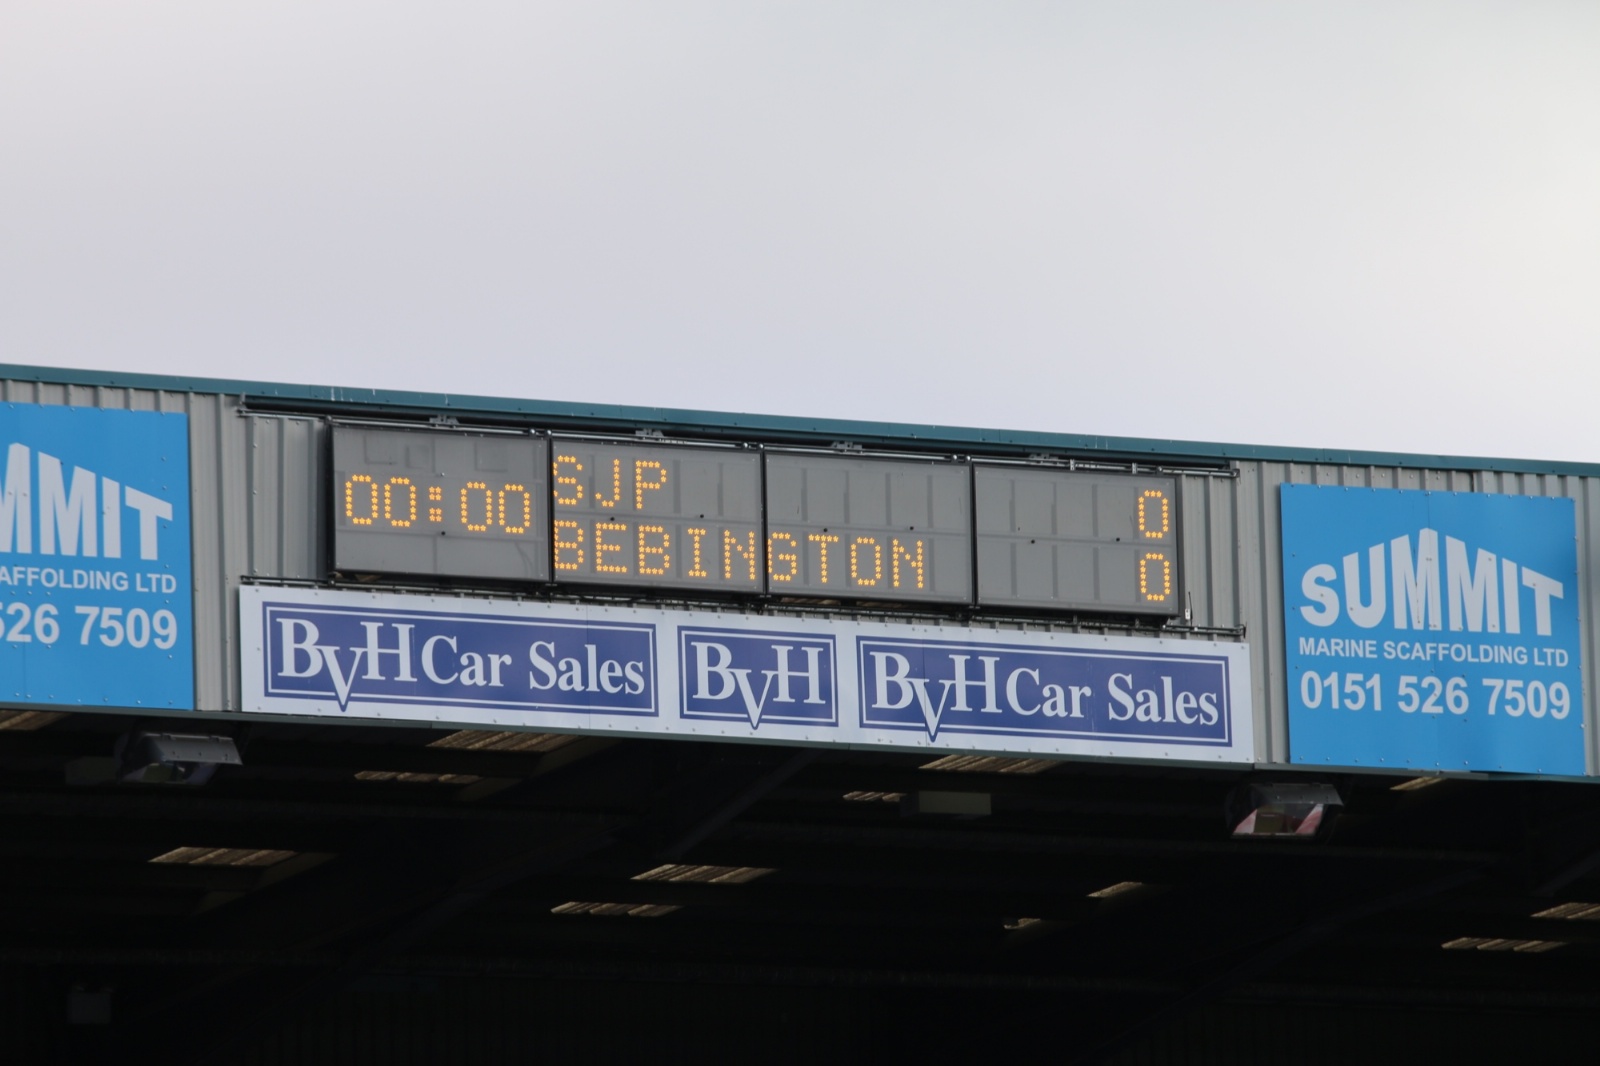 MMIT
AFFOLDING LTD
526 7509
00:00
SJP 0
BEBINGTON 0
BVH Car Sales
BVH
BVH Car Sales
SUMMIT
MARINE SCAFFOLDING LTD
0151 526 7509